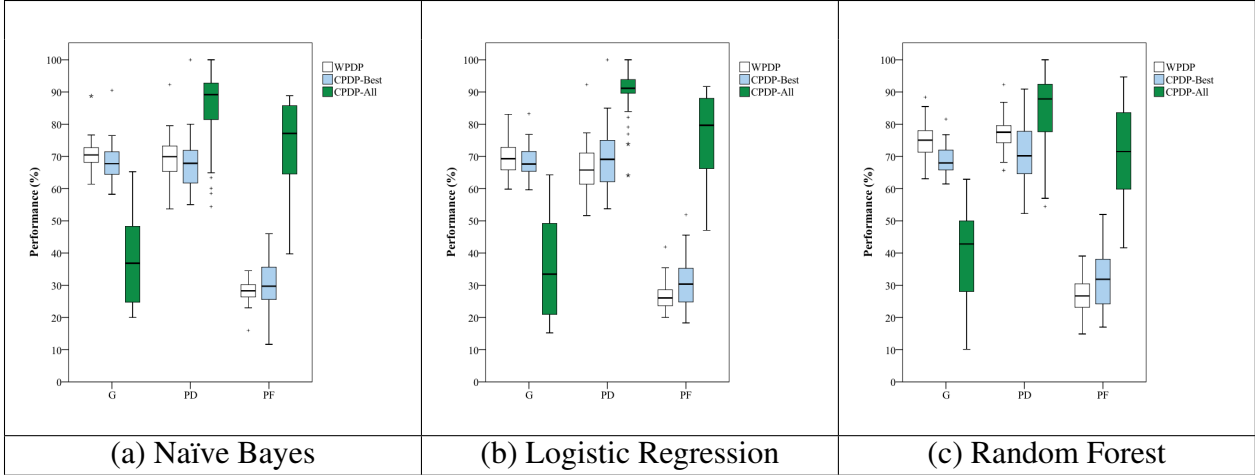 100
90
80
70
60
50
40
30
20
10
0
Performance (%)
G
PD
PF
WPDP
CPDP-Best
CPDP-All
100
90
80
70
60
50
40
30
20
10
0
Performance (%)
G
PD
PF
WPDP
CPDP-Best
CPDP-All
100
90
80
70
60
50
40
30
20
10
0
Performance (%)
G
PD
PF
WPDP
CPDP-Best
CPDP-All
(a) Naïve Bayes
(b) Logistic Regression
(c) Random Forest